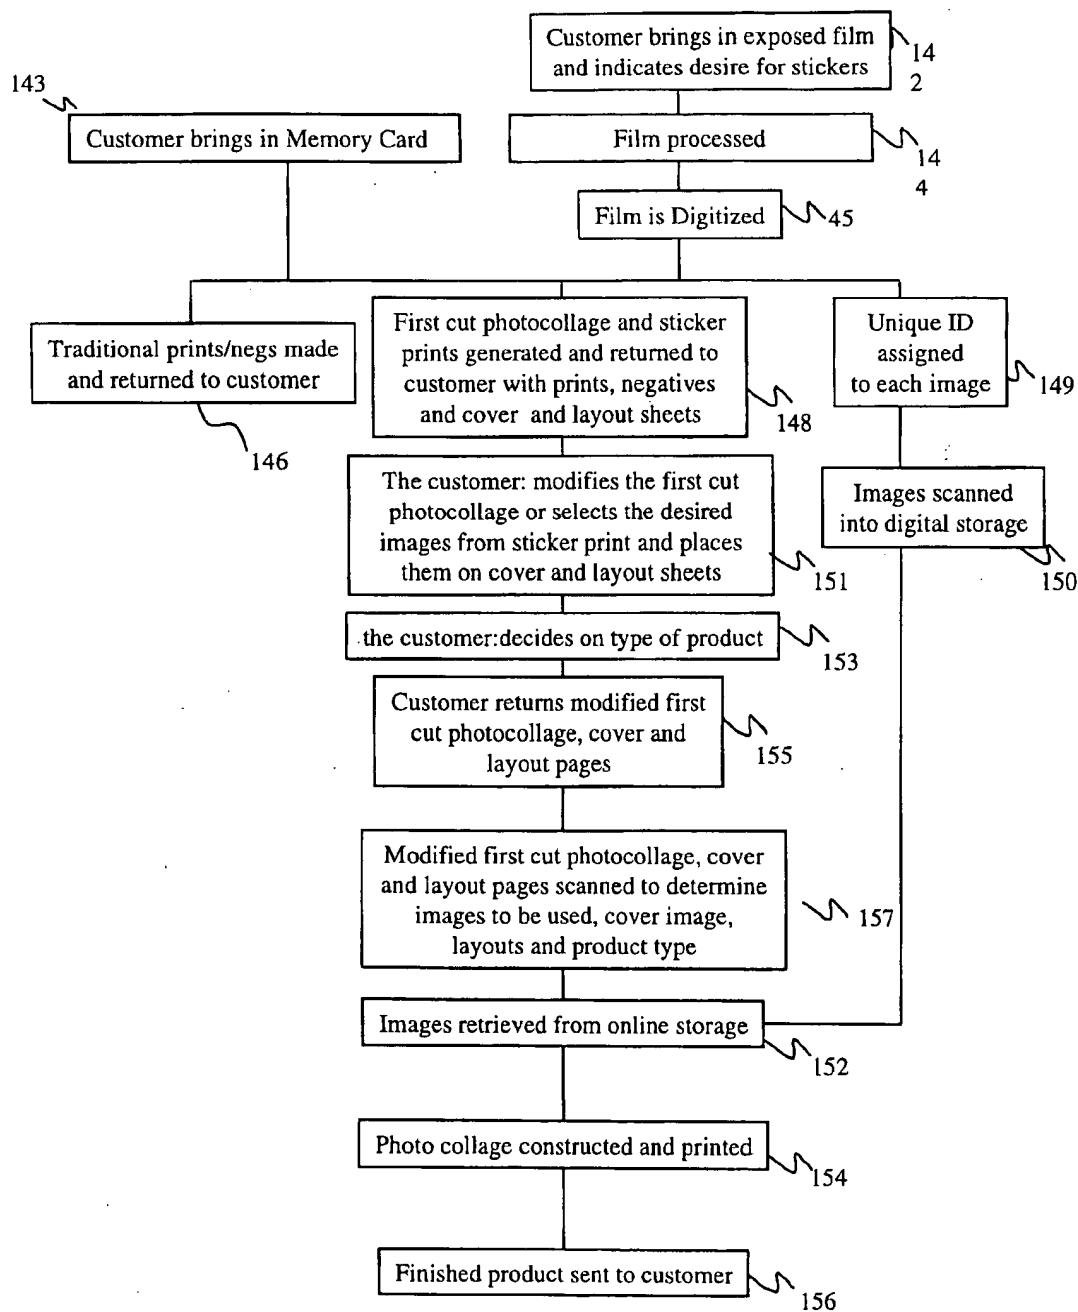 Customer brings in exposed film
and indicates desire for stickers
14
2
143
Customer brings in Memory Card
Film processed
14
4
Film is Digitized
45
Traditional prints/negs made
and returned to customer
146
First cut photocollage and sticker
prints generated and returned to
customer with prints, negatives
and cover and layout sheets
148
Unique ID
assigned
to each image
149
The customer: modifies the first cut
photocollage or selects the desired
images from sticker print and places
them on cover and layout sheets
151
Images scanned
into digital storage
150
the customer:decides on type of product
153
Customer returns modified first
cut photocollage, cover and
layout pages
155
Modified first cut photocollage, cover
and layout pages scanned to determine
images to be used, cover image,
layouts and product type
157
Images retrieved from online storage
152
Photo collage constructed and printed
154
Finished product sent to customer
156